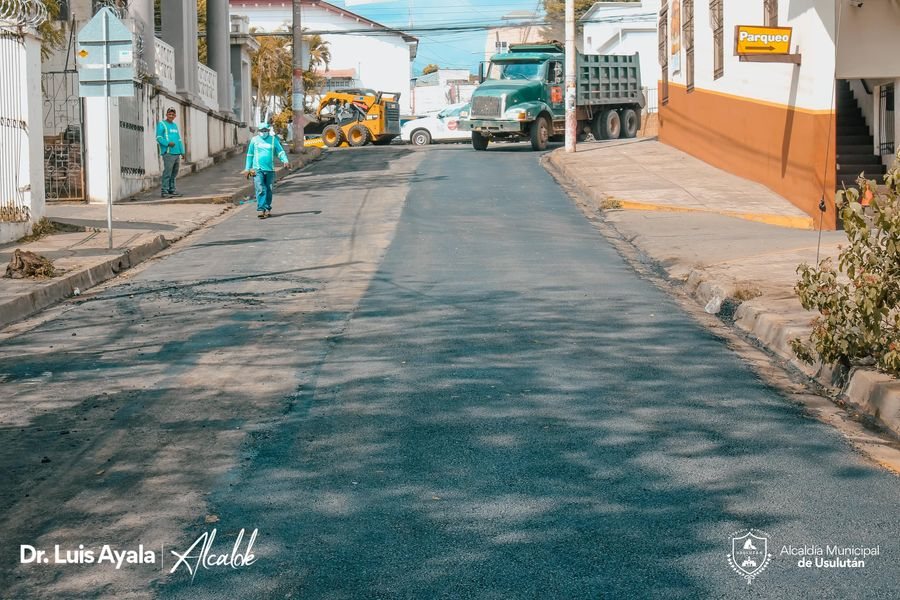 Parqueo
Dr. Luis Ayala
Alcalde
Alcaldía Municipal
de Usulután